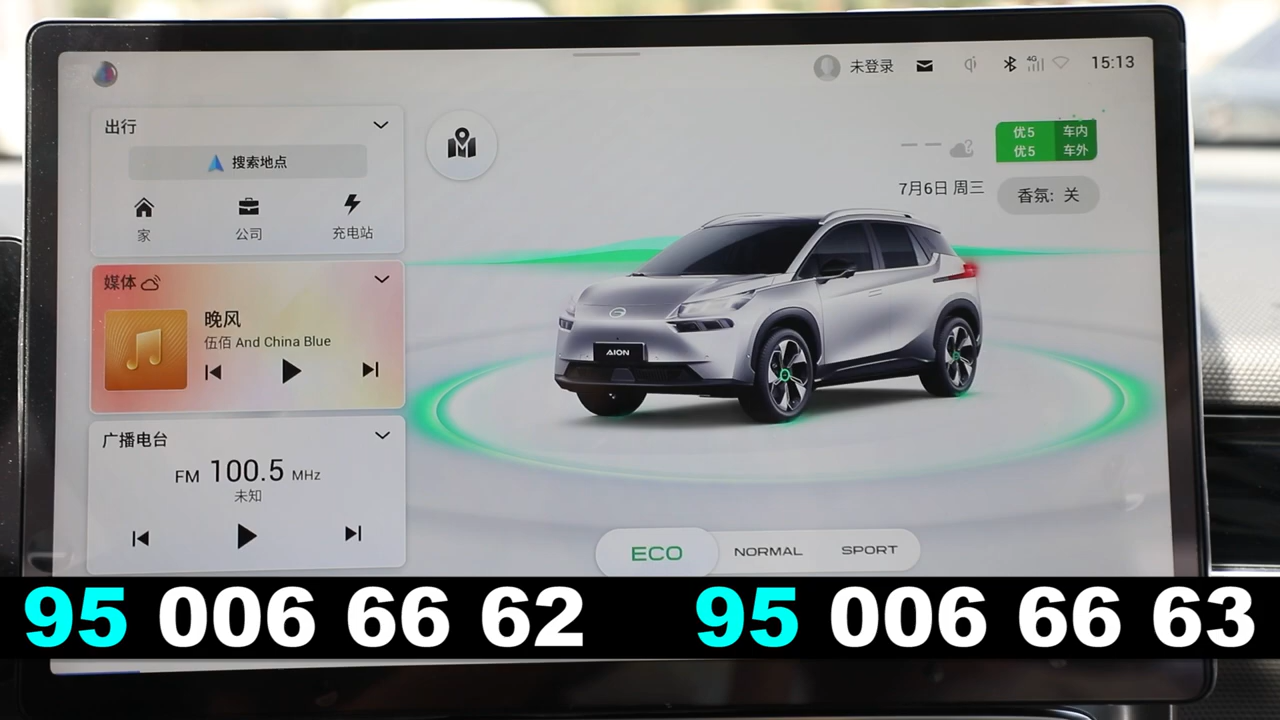 未登录
4G
15:13
出行
搜索地点
家 公司 充电站
优5 车内
优5 车外
7月6日 周三
香氛: 关
媒体
晚风
伍佰 And China Blue
AION
广播电台
FM 100.5 MHz
未知
ECO NORMAL SPORT
95 006 66 62 95 006 66 63